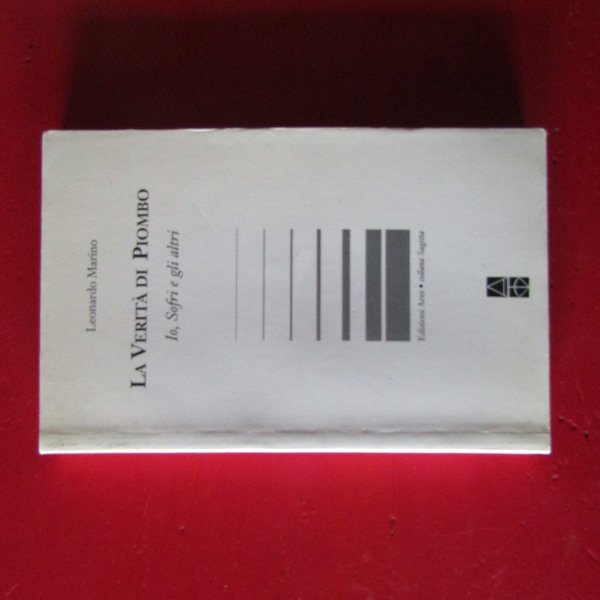 Leonardo Marino
LA VERITÀ DI PIOMBO
Io, Sofri e gli altri
Edizioni Ares • collana Sagitta